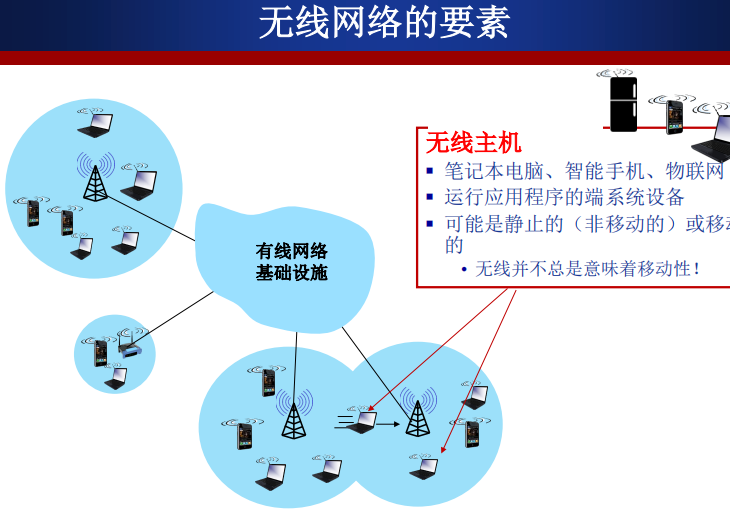 无线网络的要素
无线主机
▪ 笔记本电脑、智能手机、物联网
▪ 运行应用程序的端系统设备
▪ 可能是静止的（非移动的）或移动
的
• 无线并不总是意味着移动性！
有线网络
基础设施